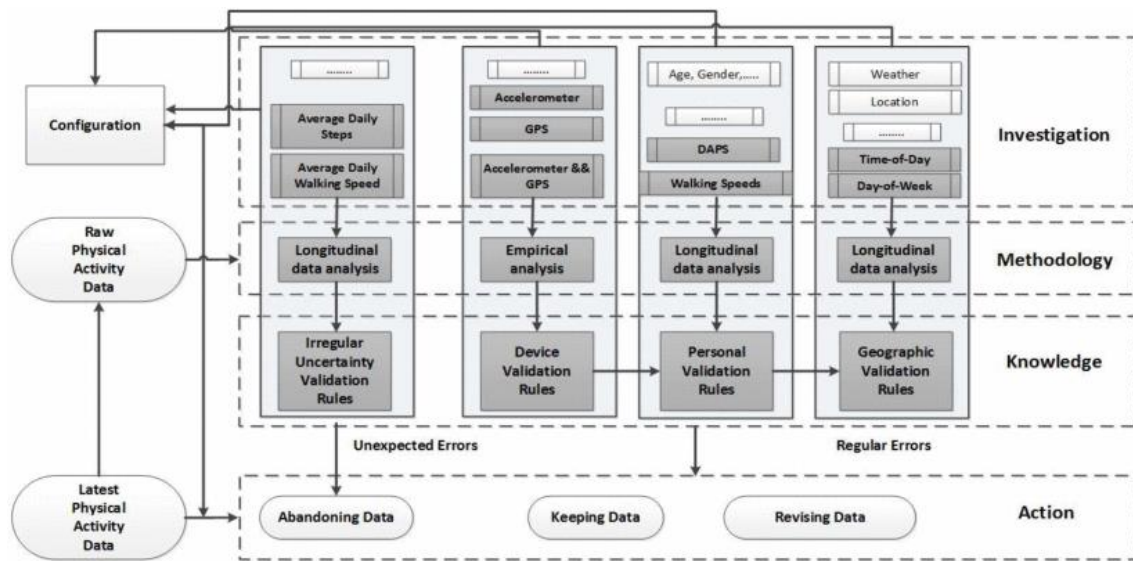 ........
Average Daily
Steps
Average Daily
Walking Speed
........
Accelerometer
GPS
Accelerometer &&
GPS
Age, Gender,.....
........
DAPS
Walking Speeds
Weather
Location
........
Time-of-Day
Day-of-Week
Investigation
Configuration
Raw
Physical
Activity
Data
Longitudinal
data analysis
Empirical
analysis
Longitudinal
data analysis
Longitudinal
data analysis
Methodology
Irregular
Uncertainty
Validation
Rules
Device
Validation
Rules
Personal
Validation
Rules
Geographic
Validation
Rules
Knowledge
Unexpected Errors
Regular Errors
Latest
Physical
Activity
Data
Abandoning Data
Keeping Data
Revising Data
Action